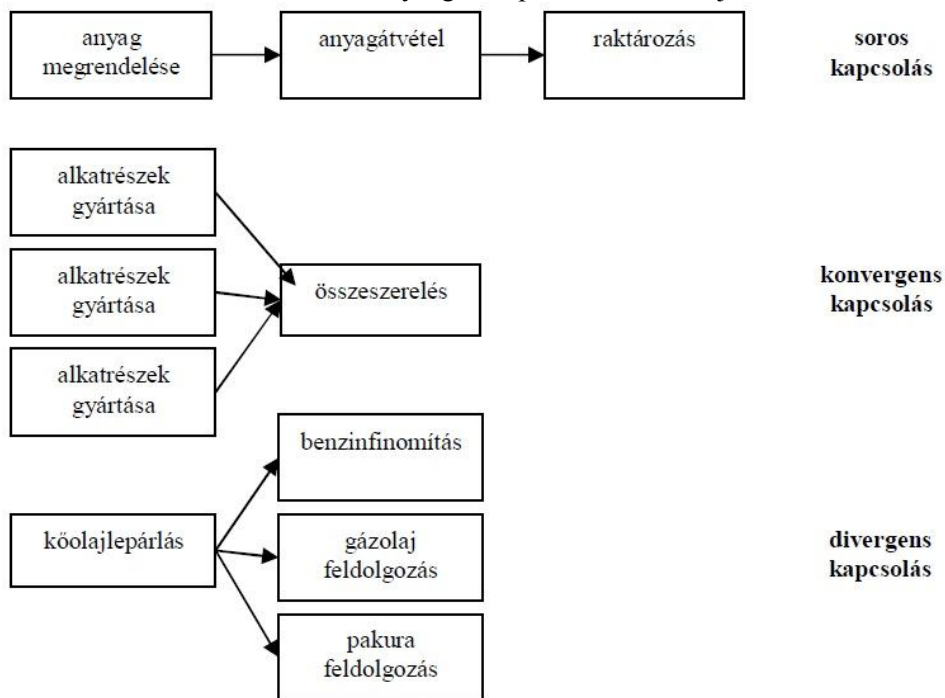 anyag
megrendelése
anyagátvétel
raktározás
soros
kapcsolás
alkatrészek
gyártása
alkatrészek
gyártása
összeszerelés
konvergens
kapcsolás
alkatrészek
gyártása
benzinfinomítás
kőolajlepárlás
gázolaj
feldolgozás
divergens
kapcsolás
pakura
feldolgozás